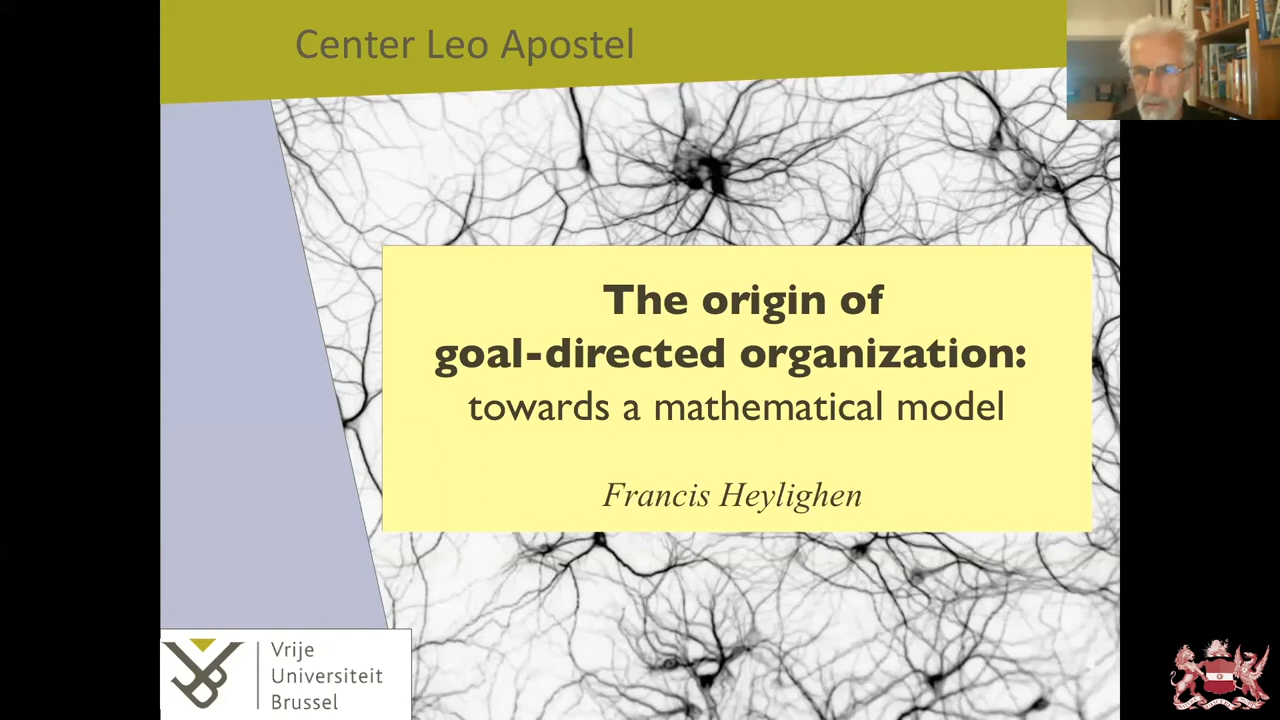 Center Leo Apostel
The origin of
goal-directed organization:
towards a mathematical model
Francis Heylighen
Vrije
Universiteit
Brussel